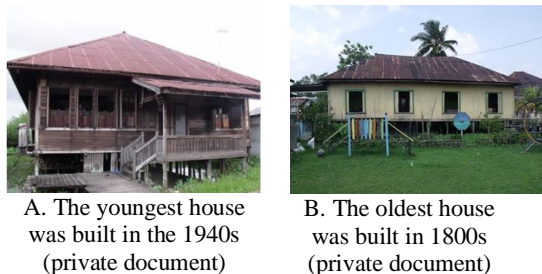 A. The youngest house
was built in the 1940s
(private document)
B. The oldest house
was built in 1800s
(private document)